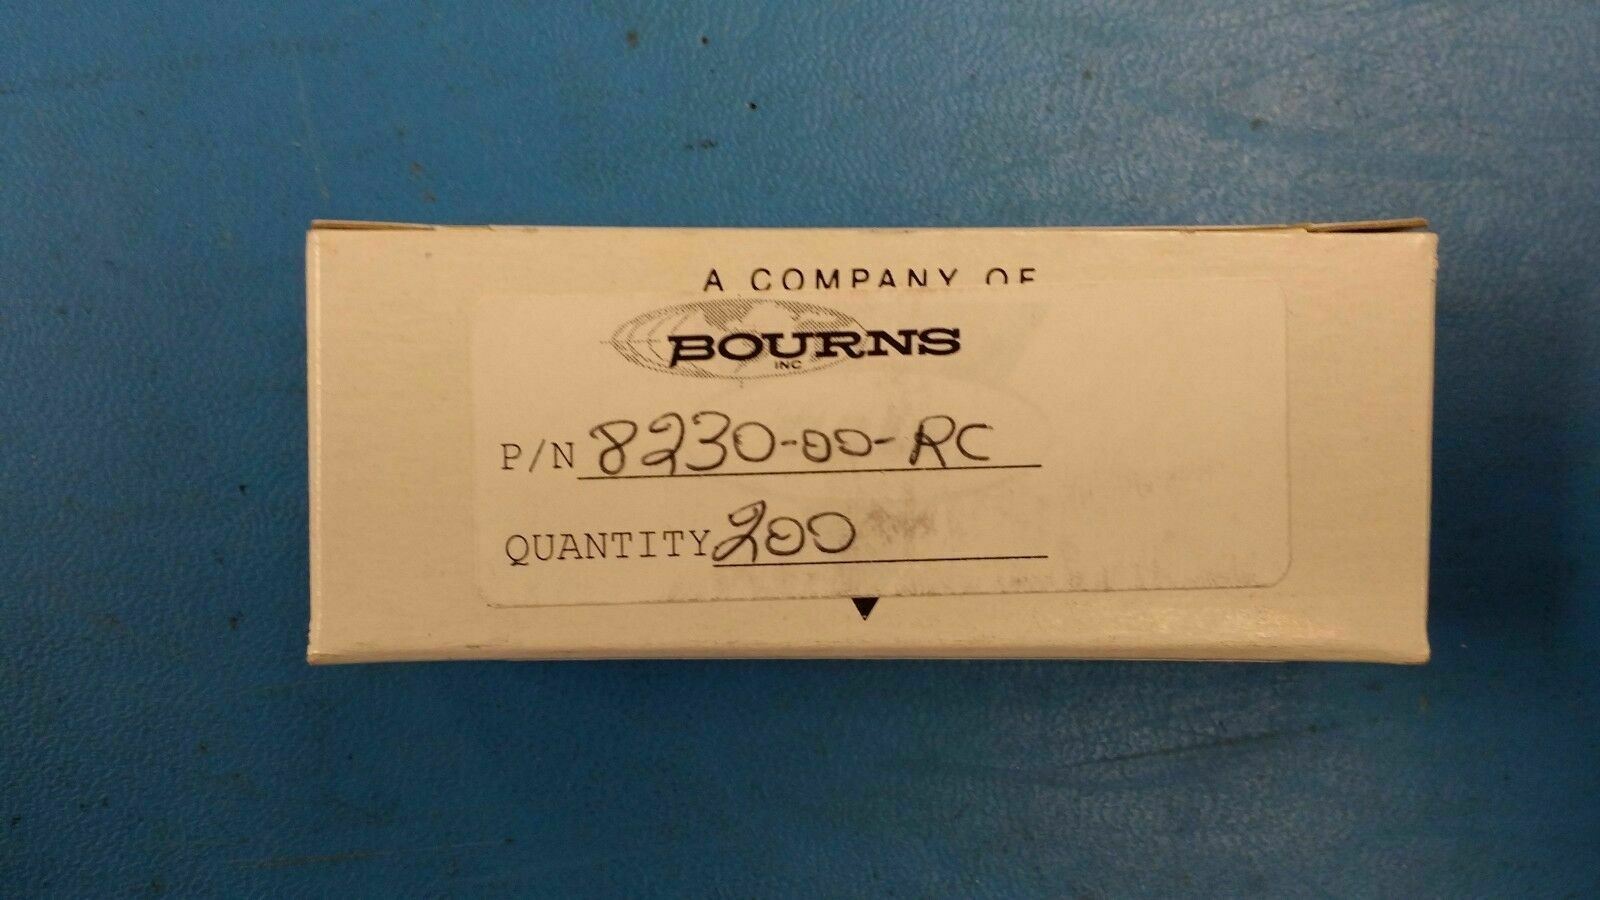 A COMPANY OF
BOURNS
INC
P/N 8230-00-RC
QUANTITY 200